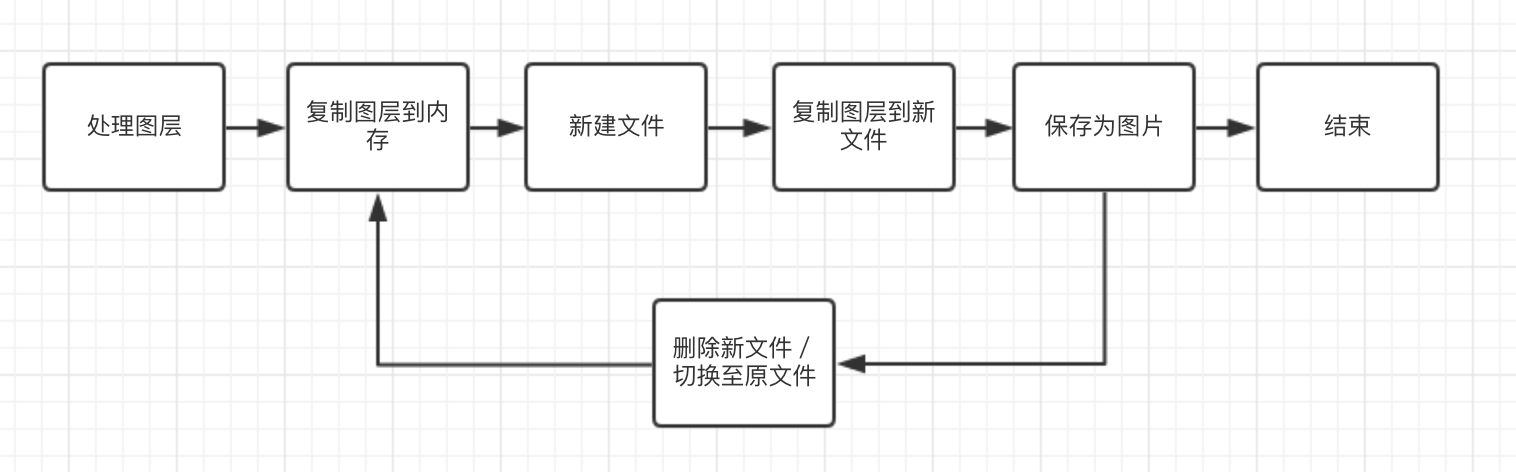 处理图层
复制图层到内
存
新建文件
复制图层到新
文件
保存为图片
结束
删除新文件 /
切换至原文件